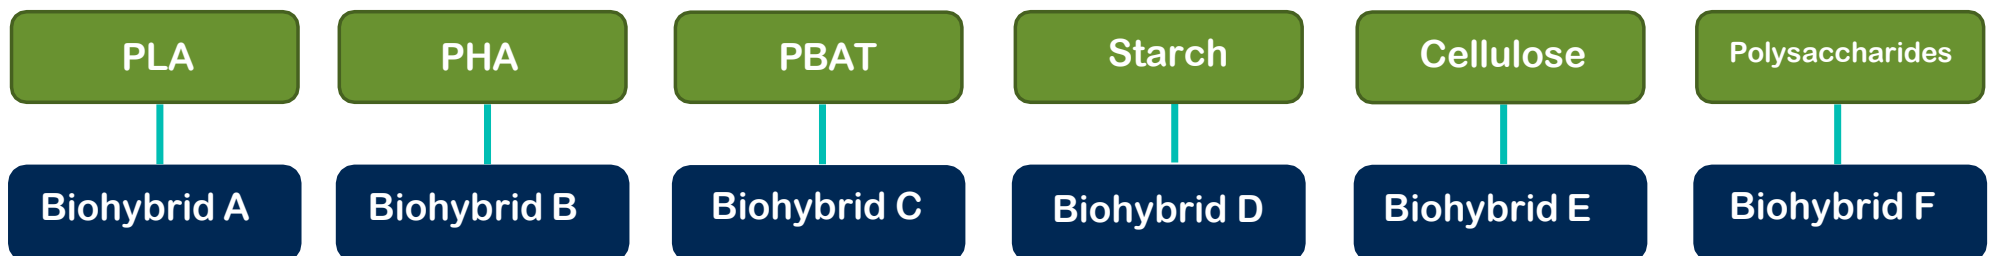 PLA
PHA
PBAT
Starch
Cellulose
Polysaccharides
Biohybrid A
Biohybrid B
Biohybrid C
Biohybrid D
Biohybrid E
Biohybrid F